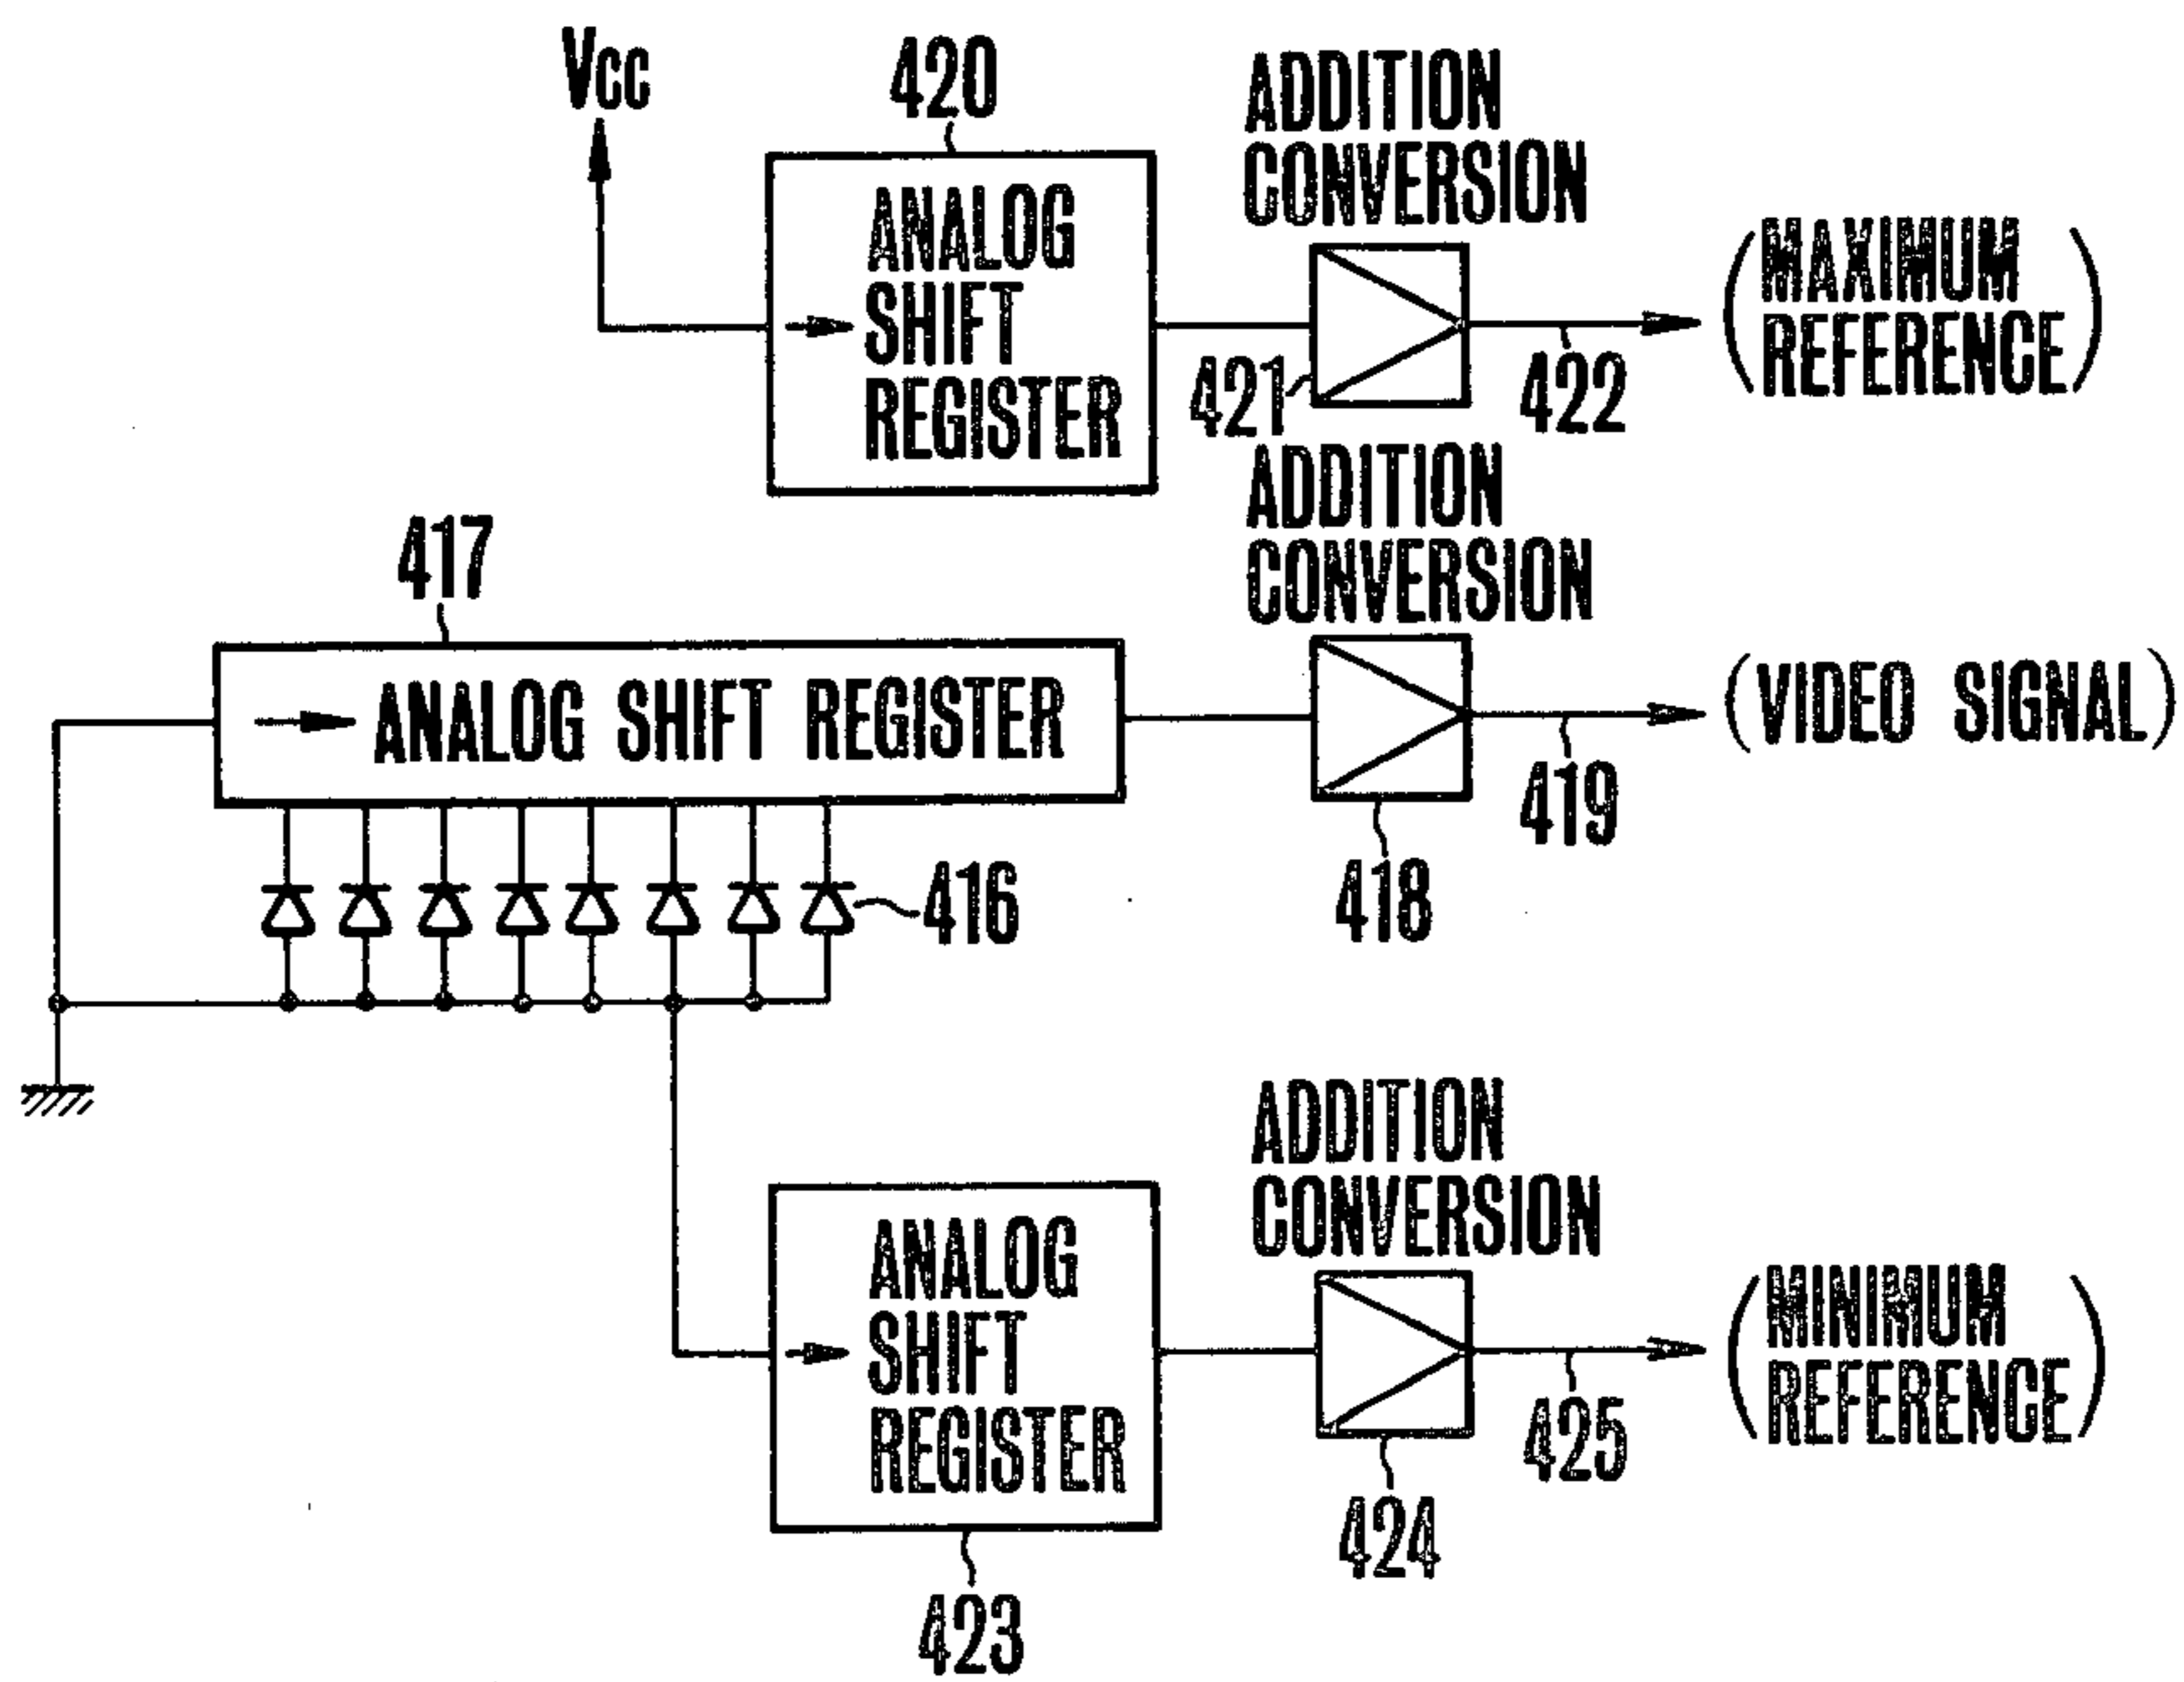 Vcc
420
ADDITION
CONVERSION
ANALOG
SHIFT
REGISTER
421
422
(MAXIMUM
REFERENCE)
417
ADDITION
CONVERSION
ANALOG SHIFT REGISTER
(VIDEO SIGNAL)
419
416
418
ADDITION
CONVERSION
ANALOG
SHIFT
REGISTER
(MINIMUM
REFERENCE)
425
424
423